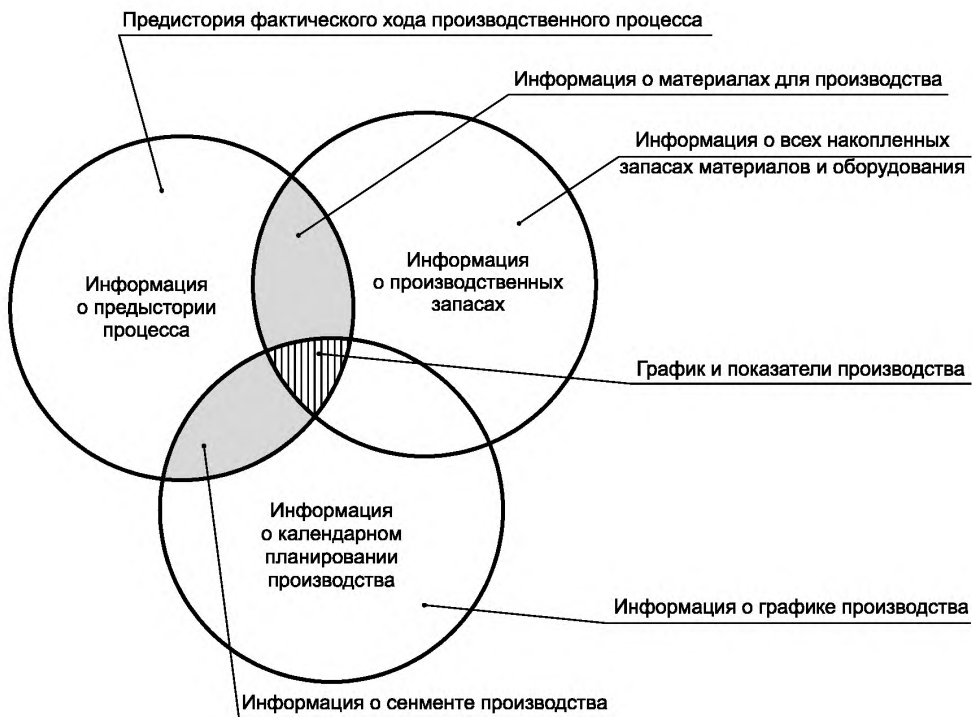 Предистория фактического хода производственного процесса
Информация о материалах для производства
Информация о всех накопленных
запасах материалов и оборудования
Информация
о производственных
запасах
Информация
о предыстории
процесса
График и показатели производства
Информация
о календарном
планировании
производства
Информация о графике производства
Информация о сенменте производства